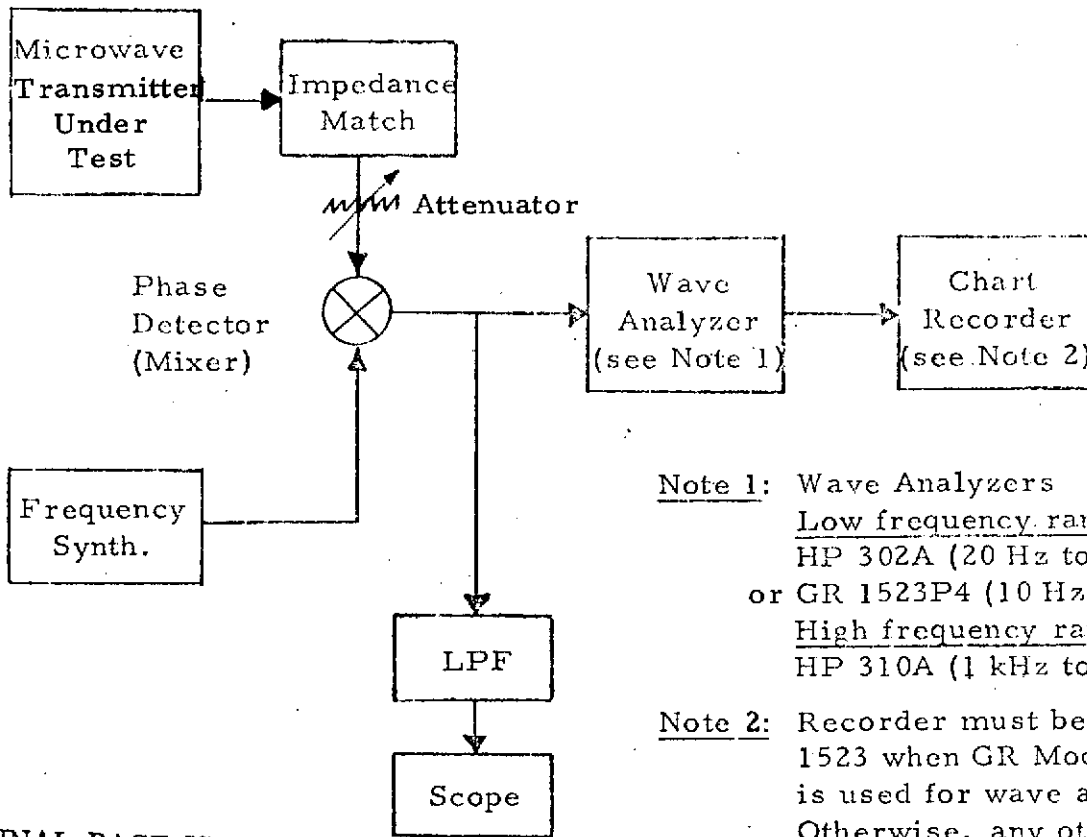 Microwave
Transmitter
Under
Test
Impedance
Match
Attenuator
Phase
Detector
(Mixer)
Wave
Analyzer
(see Note 1)
Chart
Recorder
(see Note 2)
Frequency
Synth.
LPF
Scope
Note 1: Wave Analyzers
Low frequency
HP 302A (20 Hz to
or GR 1523P4 (10 Hz
High frequency
HP 310A (1 kHz to
Note 2: Recorder must be
1523 when GR
is used for wave
Otherwise, any